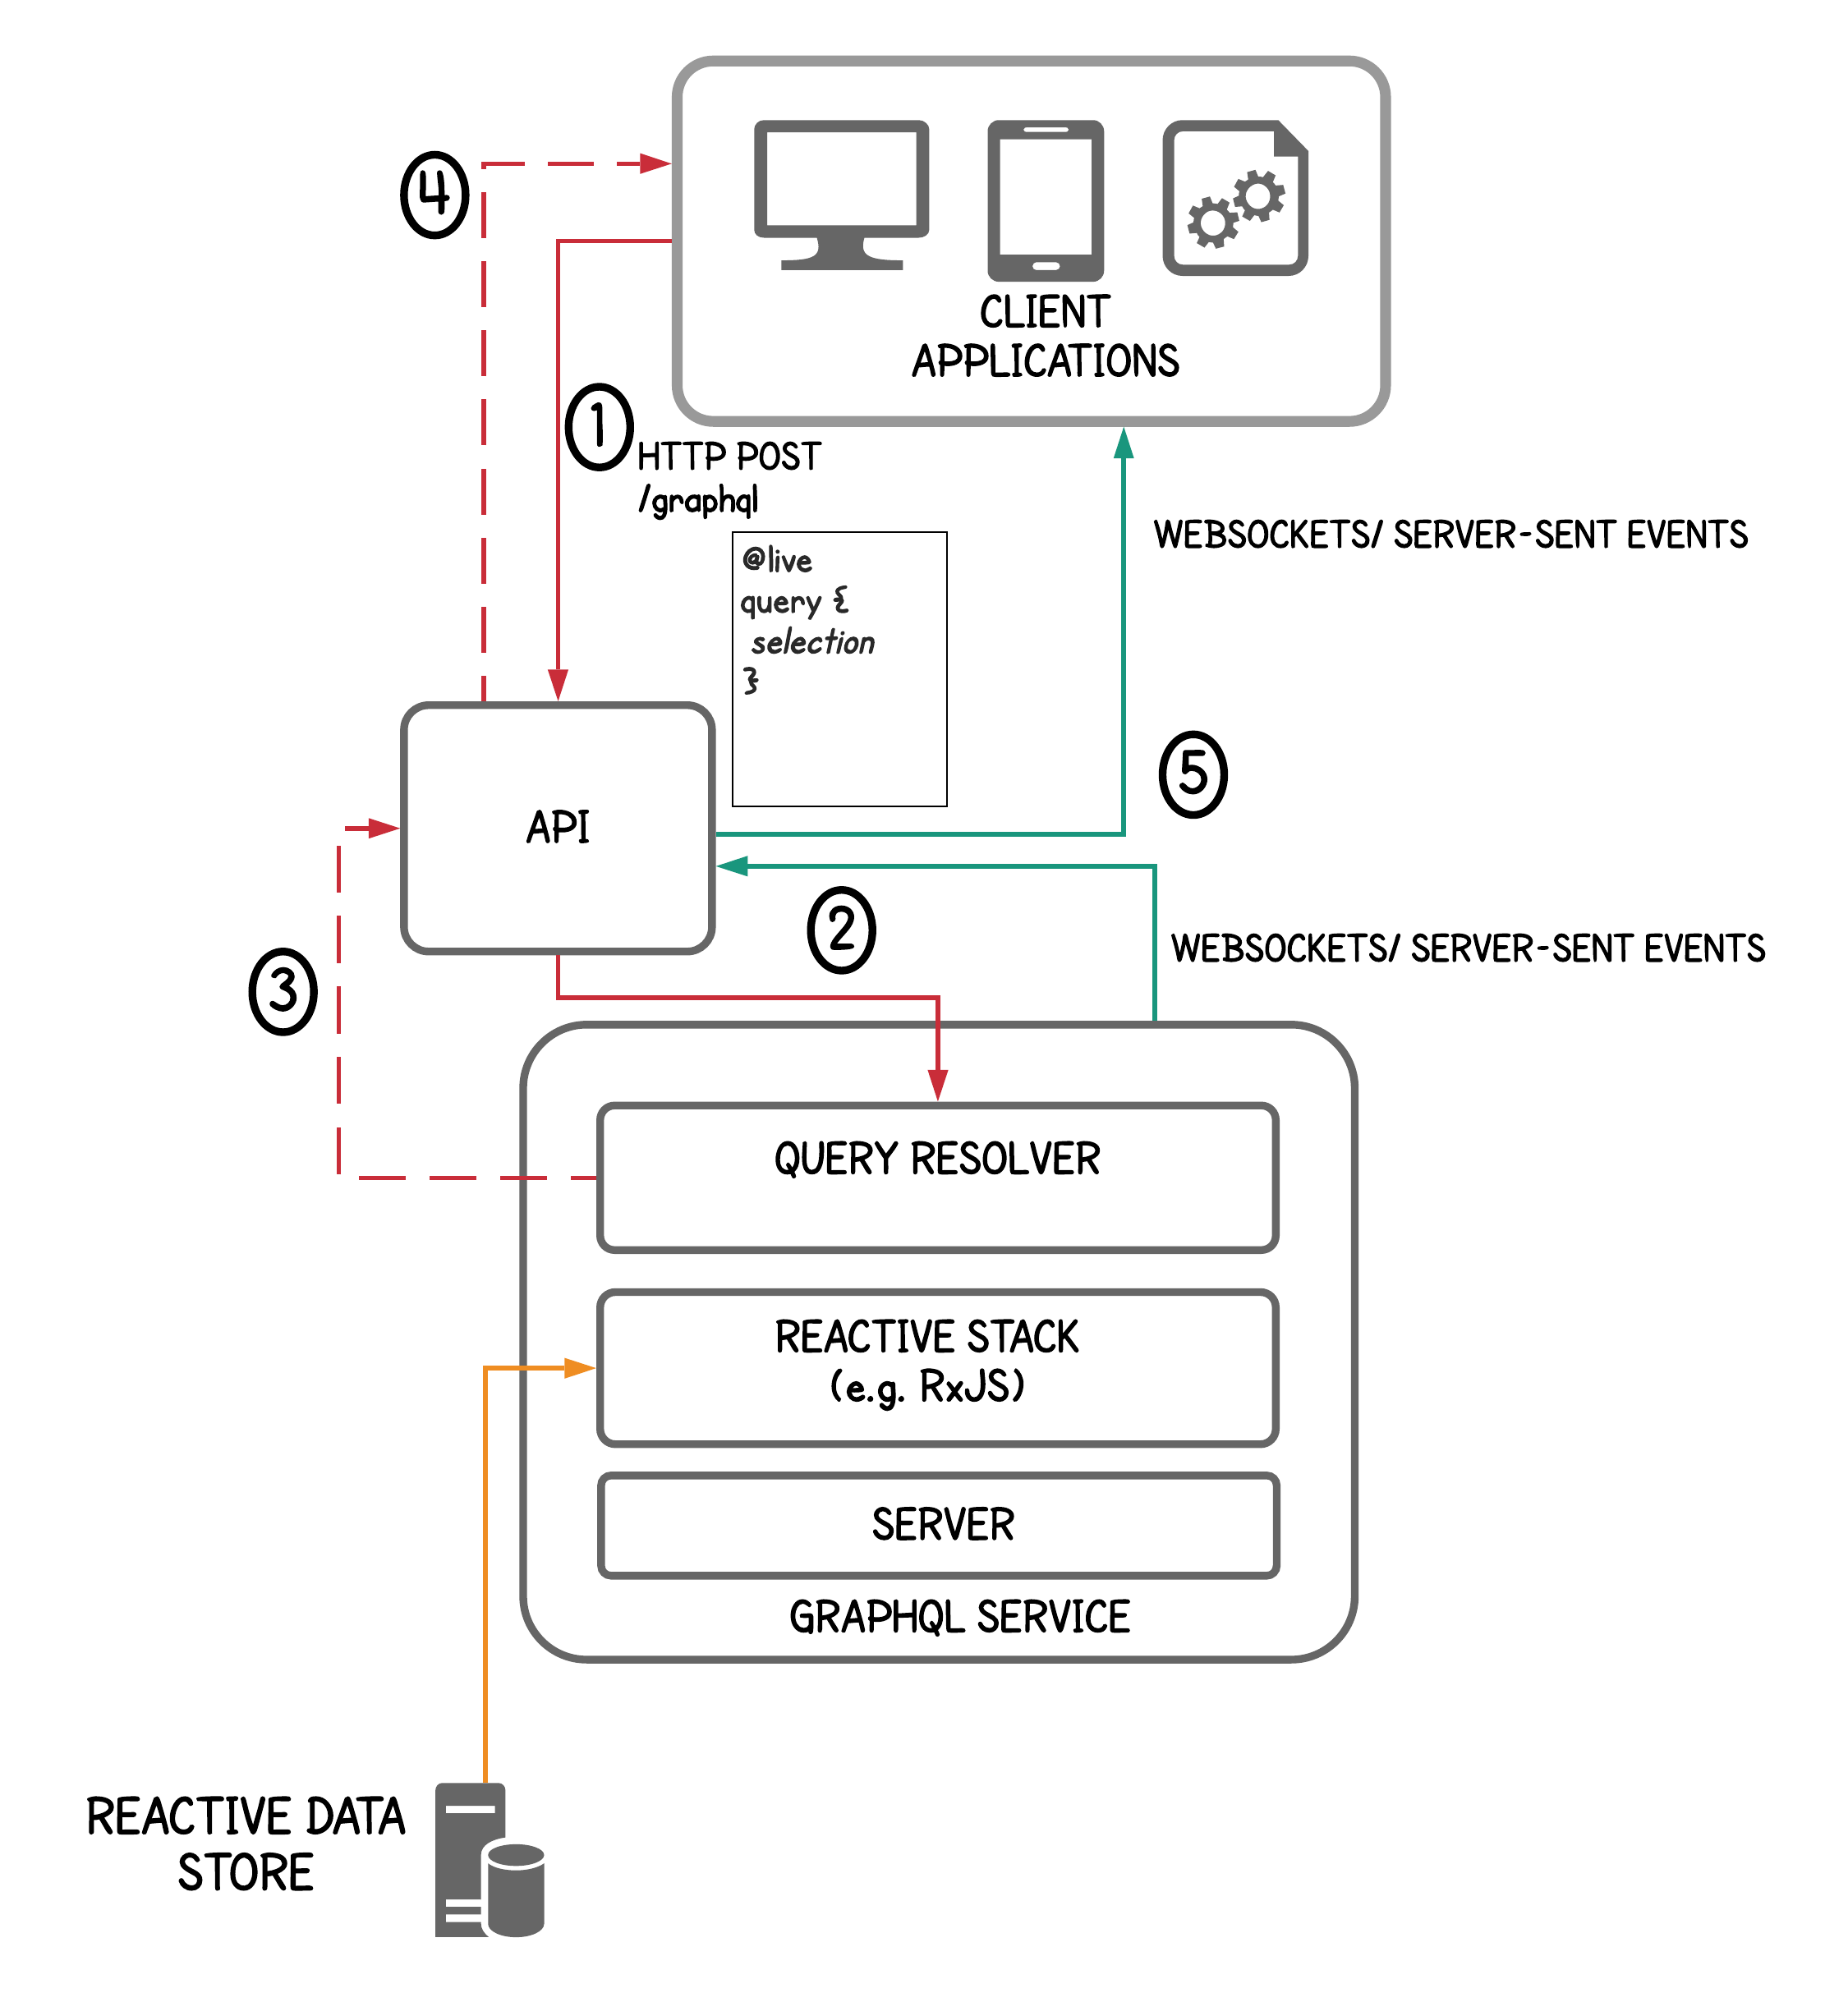 4
CLIENT
APPLICATIONS
1
HTTP POST
/graphql
@live
query {
selection
}
WEBSOCKETS/ SERVER-SENT EVENTS
5
API
2
WEBSOCKETS/ SERVER-SENT EVENTS
3
QUERY RESOLVER
REACTIVE STACK
(e.g. RxJS)
SERVER
GRAPHQL SERVICE
REACTIVE DATA
STORE